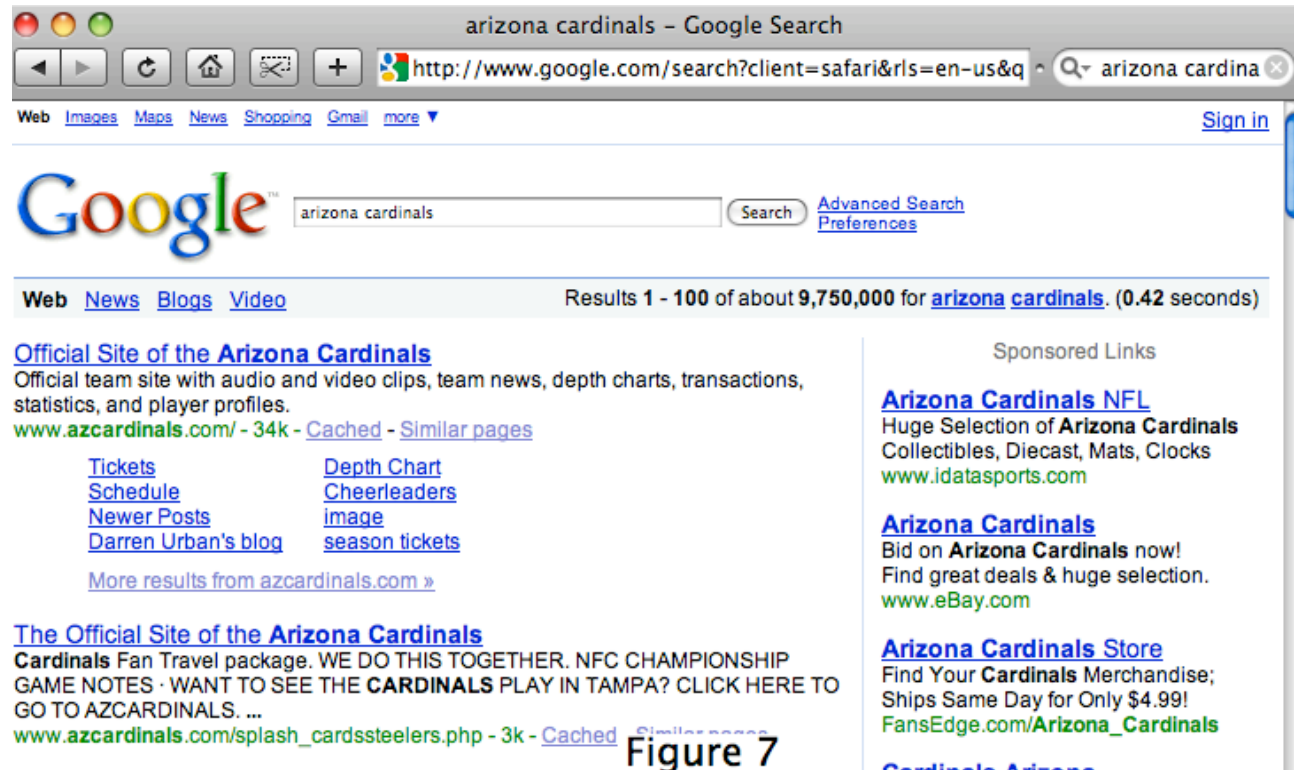 arizona cardinals – Google Search
http://www.google.com/search?client=safari&rls=en-us&q
arizona cardina
Web Images Maps News Shopping Gmail more ▼ Sign in
Google™ arizona cardinals Search Advanced Search
Preferences
Web News Blogs Video Results 1 - 100 of about 9,750,000 for arizona cardinals. (0.42 seconds)
Official Site of the Arizona Cardinals
Official team site with audio and video clips, team news, depth charts, transactions,
statistics, and player profiles.
www.azcardinals.com/ - 34k - Cached - Similar pages
Tickets Depth Chart
Schedule Cheerleaders
Newer Posts image
Darren Urban's blog season tickets
More results from azcardinals.com »
The Official Site of the Arizona Cardinals
Cardinals Fan Travel package. WE DO THIS TOGETHER. NFC CHAMPIONSHIP
GAME NOTES · WANT TO SEE THE CARDINALS PLAY IN TAMPA? CLICK HERE TO
GO TO AZCARDINALS. ...
www.azcardinals.com/splash_cardssteelers.php - 3k - Cached
Figure 7
Sponsored Links
Arizona Cardinals NFL
Huge Selection of Arizona Cardinals
Collectibles, Diecast, Mats, Clocks
www.idatasports.com
Arizona Cardinals
Bid on Arizona Cardinals now!
Find great deals & huge selection.
www.eBay.com
Arizona Cardinals Store
Find Your Cardinals Merchandise;
Ships Same Day for Only $4.99!
FansEdge.com/Arizona_Cardinals
Cardinals Arizona